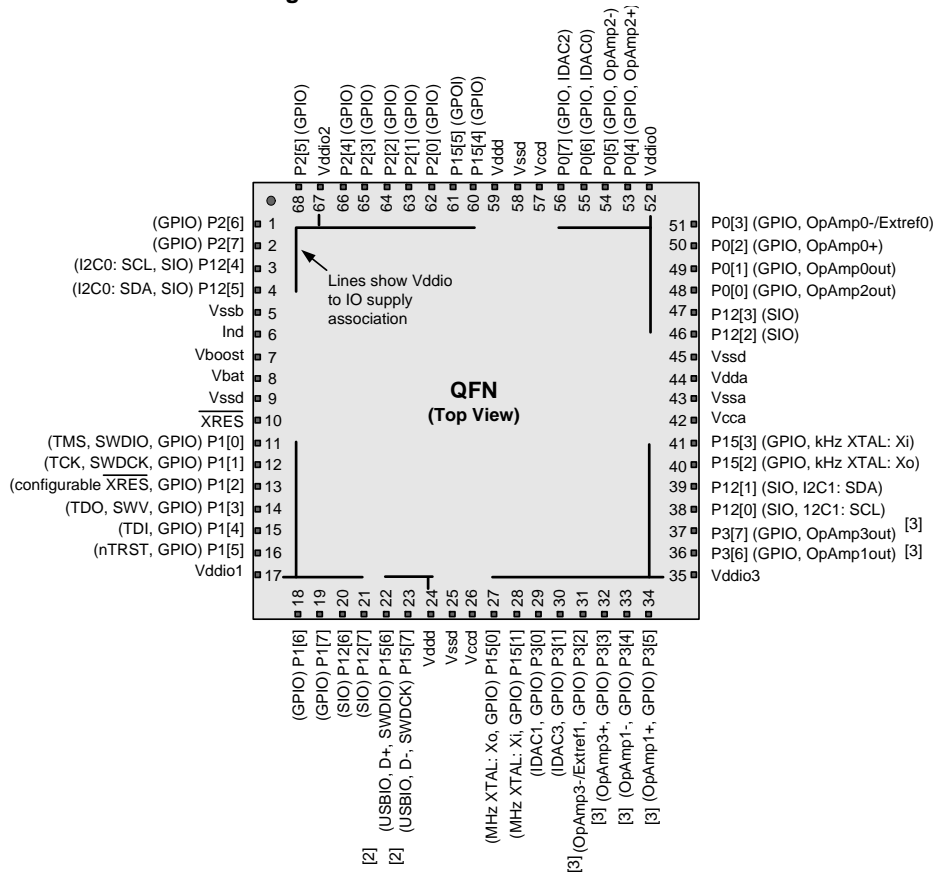 g
P2[5] (GPIO)
Vddio2
P2[4] (GPIO)
P2[3] (GPIO)
P2[2] (GPIO)
P2[1] (GPIO)
P2[0] (GPIO)
P15[5] (GPOI)
P15[4] (GPIO)
Vddd
Vssd
Vccd
P0[7] (GPIO, IDAC2)
P0[6] (GPIO, IDAC0)
P0[5] (GPIO, OpAmp2-)
P0[4] (GPIO, OpAmp2+)
Vddio0
68
67
66
65
64
63
62
61
60
59
58
57
56
55
54
53
52
(GPIO) P2[6] 1
(GPIO) P2[7] 2
(I2C0: SCL, SIO) P12[4] 3
(I2C0: SDA, SIO) P12[5] 4
Vssb 5
Ind 6
Vboost 7
Vbat 8
Vssd 9
XRES 10
(TMS, SWDIO, GPIO) P1[0] 11
(TCK, SWDCK, GPIO) P1[1] 12
(configurable XRES, GPIO) P1[2] 13
(TDO, SWV, GPIO) P1[3] 14
(TDI, GPIO) P1[4] 15
(nTRST, GPIO) P1[5] 16
Vddio1 17
Lines show Vddio
to IO supply
association
QFN
(Top View)
51 P0[3] (GPIO, OpAmp0-/Extref0)
50 P0[2] (GPIO, OpAmp0+)
49 P0[1] (GPIO, OpAmp0out)
48 P0[0] (GPIO, OpAmp2out)
47 P12[3] (SIO)
46 P12[2] (SIO)
45 Vssd
44 Vdda
43 Vssa
42 Vcca
41 P15[3] (GPIO, kHz XTAL: Xi)
40 P15[2] (GPIO, kHz XTAL: Xo)
39 P12[1] (SIO, I2C1: SDA)
38 P12[0] (SIO, 12C1: SCL)
37 P3[7] (GPIO, OpAmp3out) [3]
36 P3[6] (GPIO, OpAmp1out) [3]
35 Vddio3
18
19
20
21
22
23
24
25
26
27
28
29
30
31
32
33
34
(GPIO) P1[6]
(GPIO) P1[7]
(SIO) P12[6]
(SIO) P12[7]
[2] (USBIO, D+, SWDIO) P15[6]
[2] (USBIO, D-, SWDCK) P15[7]
Vddd
Vssd
Vccd
(MHz XTAL: Xo, GPIO) P15[0]
(MHz XTAL: Xi, GPIO) P15[1]
(IDAC1, GPIO) P3[0]
(IDAC3, GPIO) P3[1]
[3] (OpAmp3-/Extref1, GPIO) P3[2]
[3] (OpAmp3+, GPIO) P3[3]
[3] (OpAmp1-, GPIO) P3[4]
[3] (OpAmp1+, GPIO) P3[5]